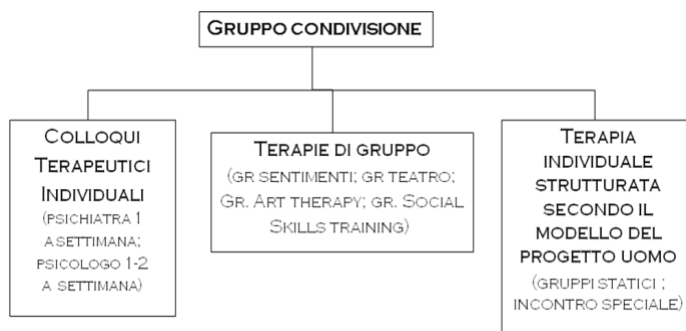 GRUPPO CONDIVISIONE
COLLOQUI
TERAPEUTICI
INDIVIDUALI
(PSICHIATRA 1
A SETTIMANA;
PSICOLOGO 1-2
A SETTIMANA)
TERAPIE DI GRUPPO
(GR SENTIMENTI; GR TEATRO;
GR. ART THERAPY; GR. SOCIAL
SKILLS TRAINING)
TERAPIA
INDIVIDUALE
STRUTTURATA
SECONDO IL
MODELLO DEL
PROGETTO UOMO
(GRUPPI STATICI ;
INCONTRO SPECIALE)